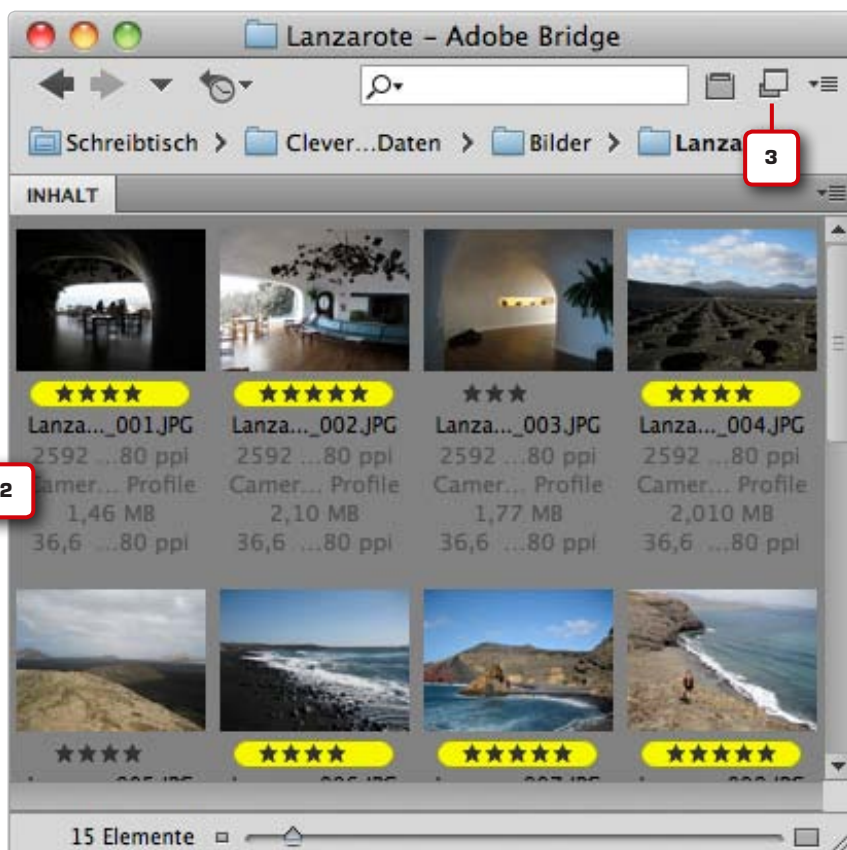 Lanzarote – Adobe Bridge
Schreibtisch > Clever...Daten > Bilder > Lanza
3
INHALT
★★★★ ★★★★★ ★★★ ★★★★
Lanza..._001.JPG Lanza..._002.JPG Lanza..._003.JPG Lanza..._004.JPG
2592 ...80 ppi 2592 ...80 ppi 2592 ...80 ppi 2592 ...80 ppi
2
Camer... Profile Camer... Profile Camer... Profile Camer... Profile
1,46 MB 2,10 MB 1,77 MB 2,010 MB
36,6 ...80 ppi 36,6 ...80 ppi 36,6 ...80 ppi 36,6 ...80 ppi
★★★★ ★★★★ ★★★★★ ★★★★★
15 Elemente